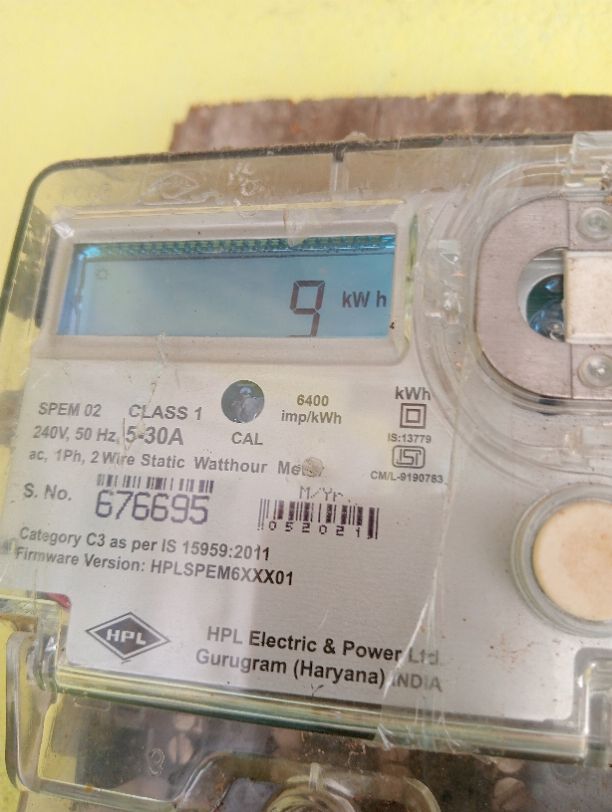 9 kWh
SPEM 02 CLASS 1
6400 imp/kWh
kWh
240V, 50 Hz, 5-30A
CAL
IS:13779
ac, 1Ph, 2 Wire Static Watthour Meter
ISI
CM/L-9190783
S. No. 676695
M/Yr.
052021
Category C3 as per IS 15959:2011
Firmware Version: HPLSPEM6XXX01
HPL
HPL Electric & Power Ltd.
Gurugram (Haryana) INDIA